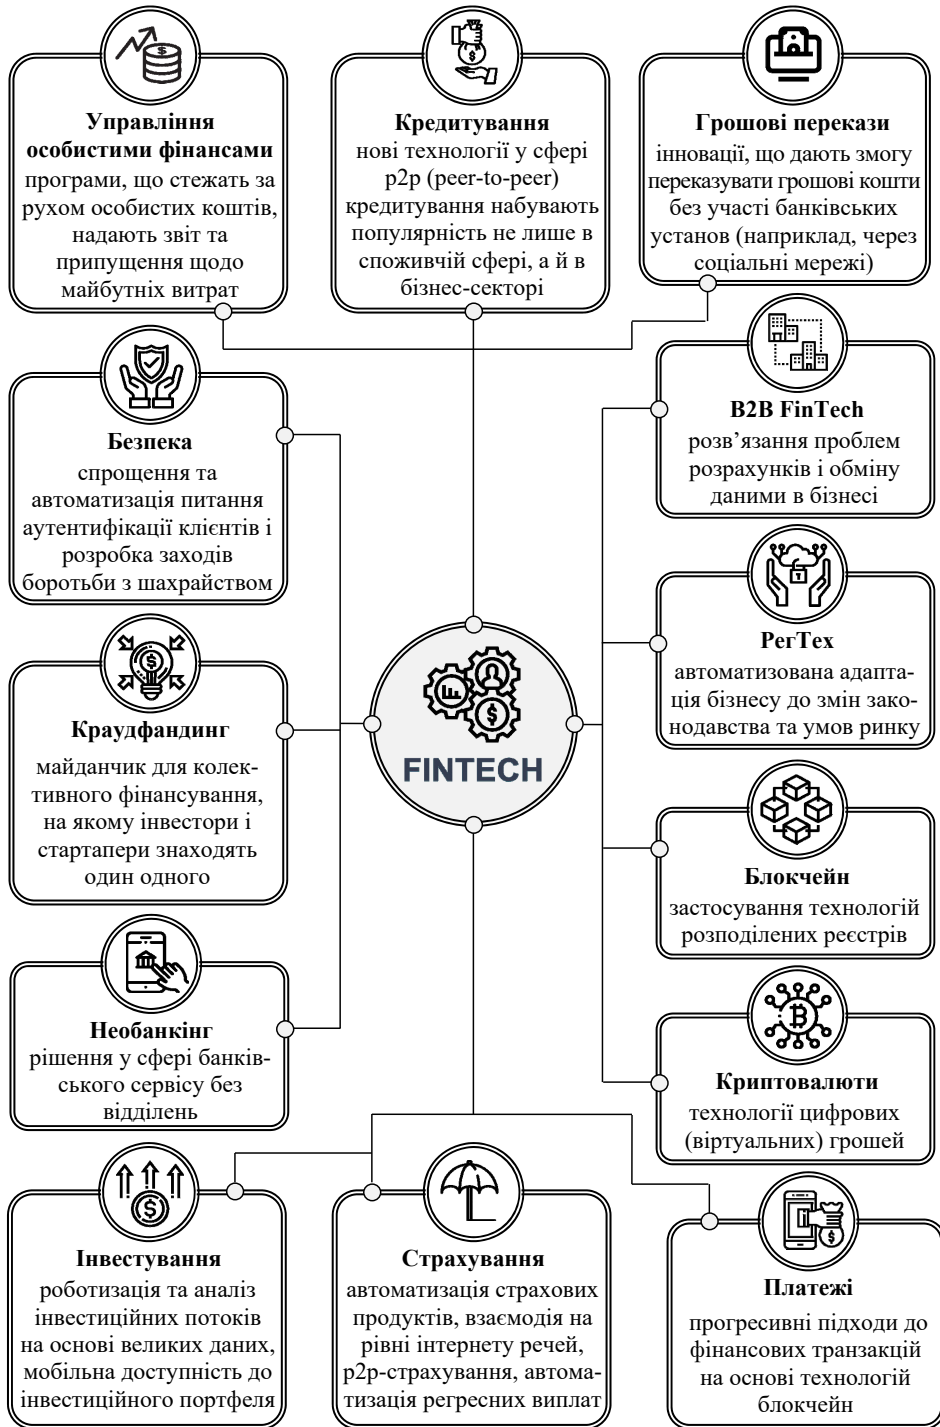 Управління
особистими фінансами
програми, що стежать за
рухом особистих коштів,
надають звіт та
припущення щодо
майбутніх витрат
Кредитування
нові технології у сфері
p2p (peer-to-peer)
кредитування набувають
популярність не лише в
споживчій сфері, а й в
бізнес-секторі
Грошові перекази
інновації, що дають змогу
переказувати грошові кошти
без участі банківських
установ (наприклад, через
соціальні мережі)
Безпека
спрощення та
автоматизація питання
аутентифікації клієнтів і
розробка заходів
боротьби з шахрайством
B2B FinTech
розв’язання проблем
розрахунків і обміну
даними в бізнесі
РегТех
автоматизована адапта-
ція бізнесу до змін зако-
нодавства та умов ринку
Краудфандинг
майданчик для колек-
тивного фінансування,
на якому інвестори і
стартапери знаходять
один одного
FINTECH
Блокчейн
застосування технологій
розподілених реєстрів
Необанкінг
рішення у сфері банків-
ського сервісу без
відділень
Криптовалюти
технології цифрових
(віртуальних) грошей
Інвестування
роботизація та аналіз
інвестиційних потоків
на основі великих даних,
мобільна доступність до
інвестиційного портфеля
Страхування
автоматизація страхових
продуктів, взаємодія на
рівні інтернету речей,
p2p-страхування, автома-
тизація регресних виплат
Платежі
прогресивні підходи до
фінансових транзакцій
на основі технологій
блокчейн